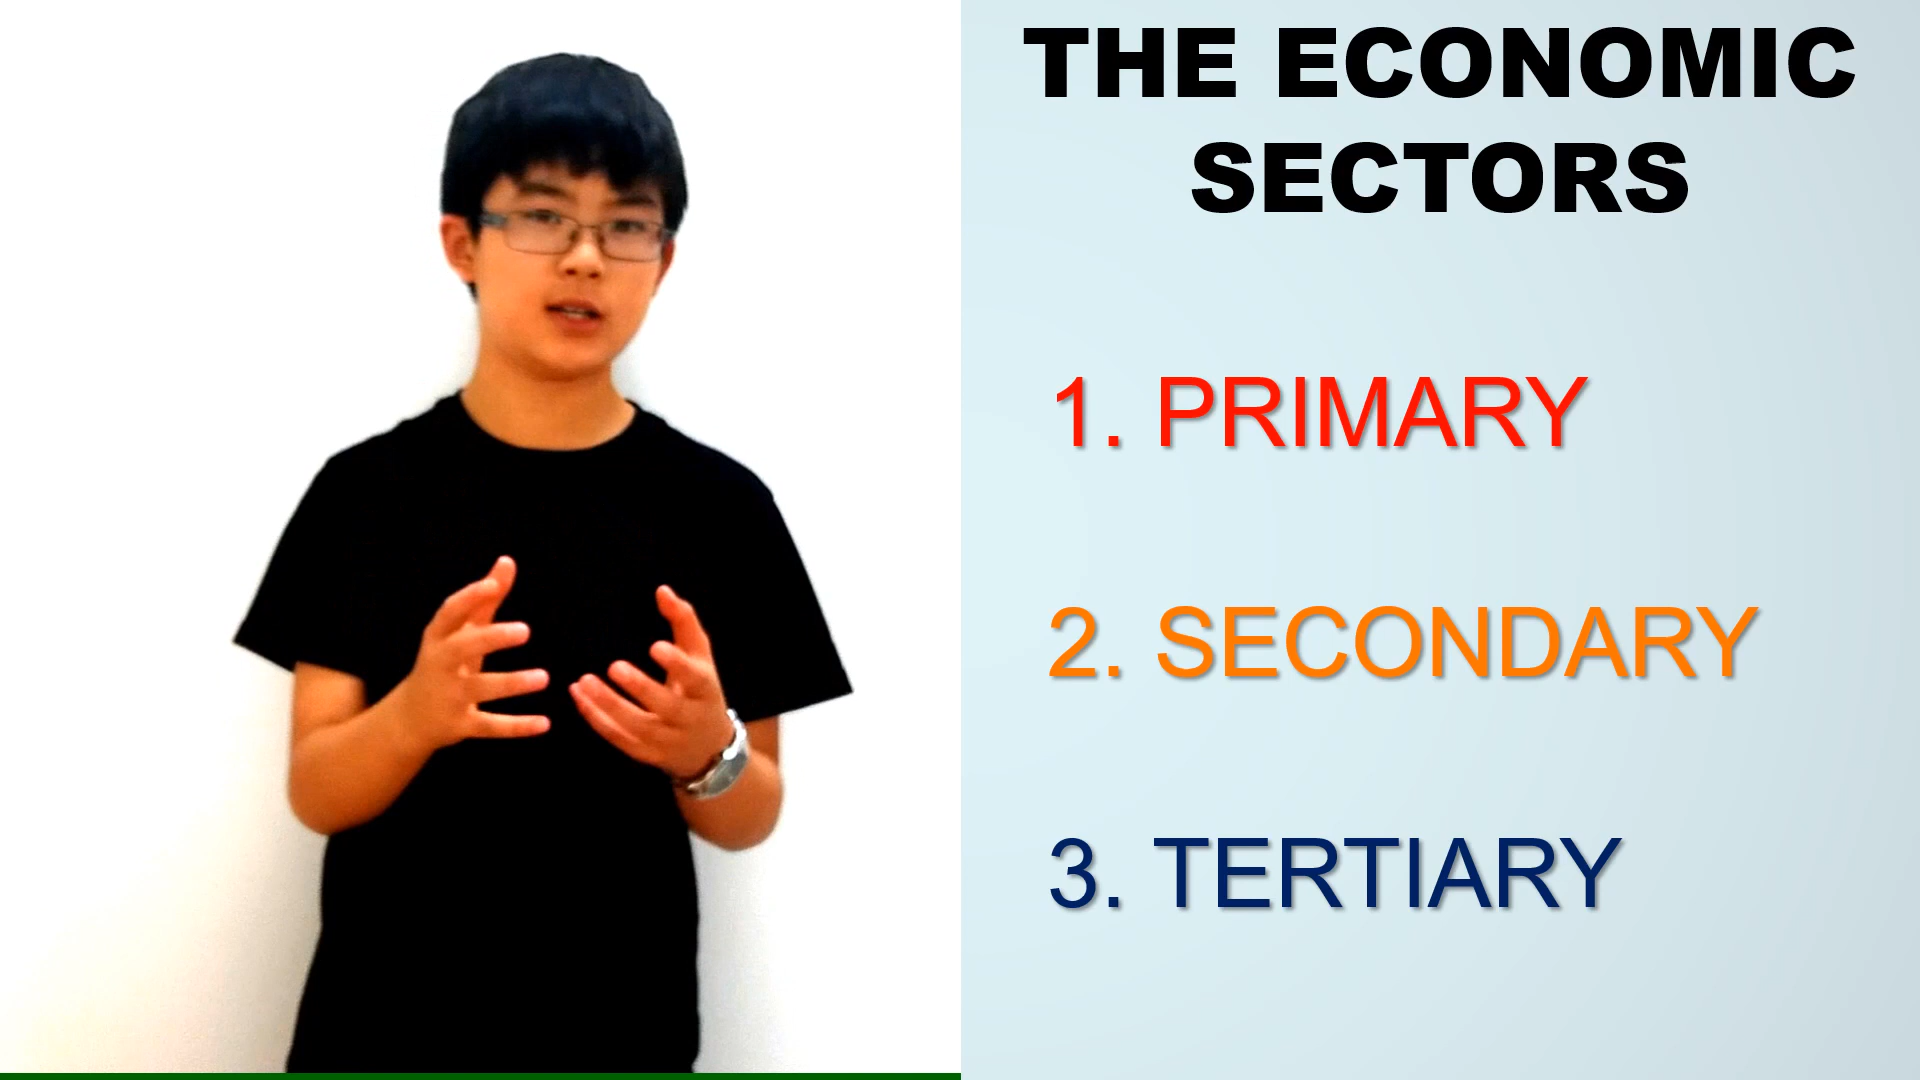 THE ECONOMIC
SECTORS
1. PRIMARY
2. SECONDARY
3. TERTIARY